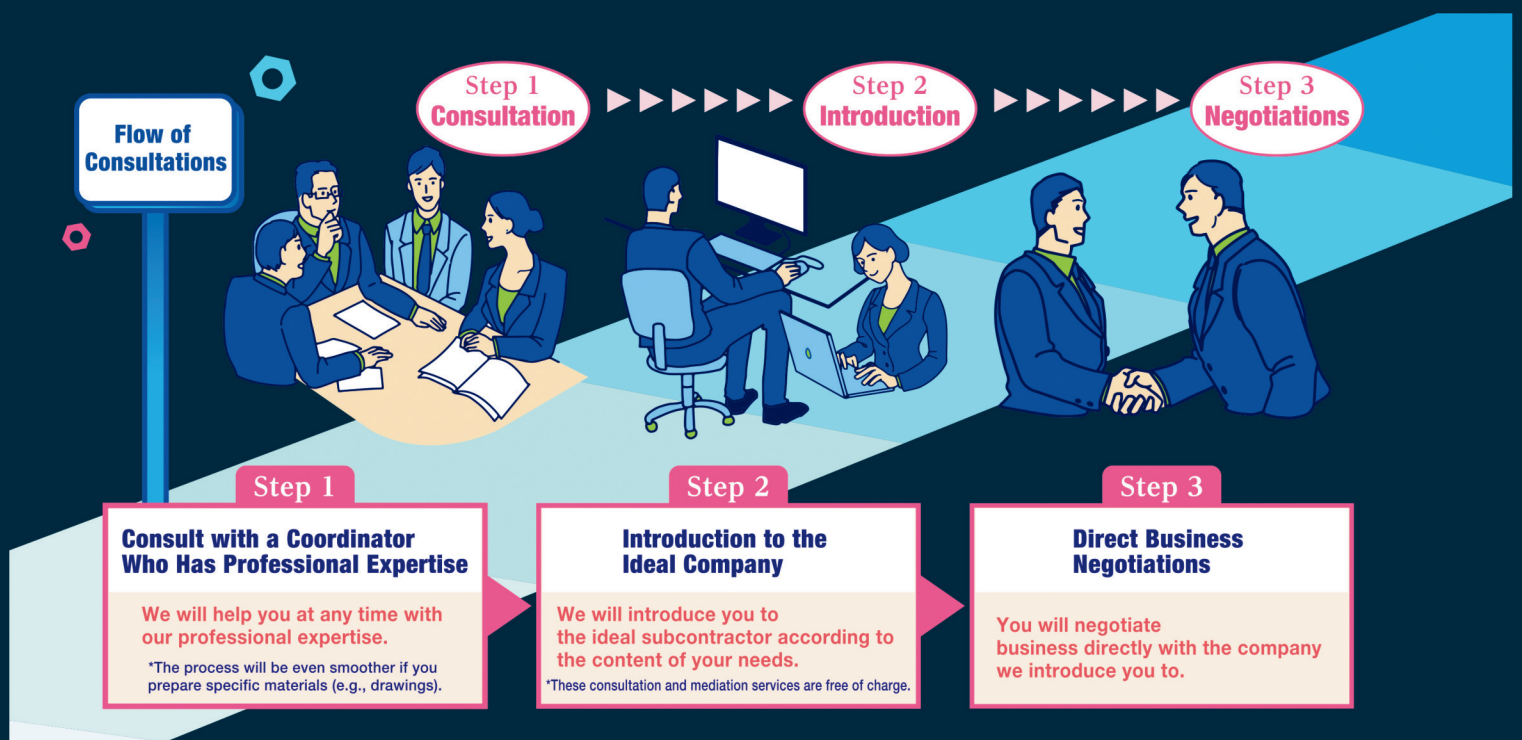 Flow of
Consultations
Step 1
Consultation
Step 2
Introduction
Step 3
Negotiations
Step 1
Consult with a Coordinator
Who Has Professional Expertise
We will help you at any time with
our professional expertise.
*The process will be even smoother if you
prepare specific materials (e.g., drawings).
Step 2
Introduction to the
Ideal Company
We will introduce you to
the ideal subcontractor according to
the content of your needs.
*These consultation and mediation services are free of charge.
Step 3
Direct Business
Negotiations
You will negotiate
business directly with the company
we introduce you to.